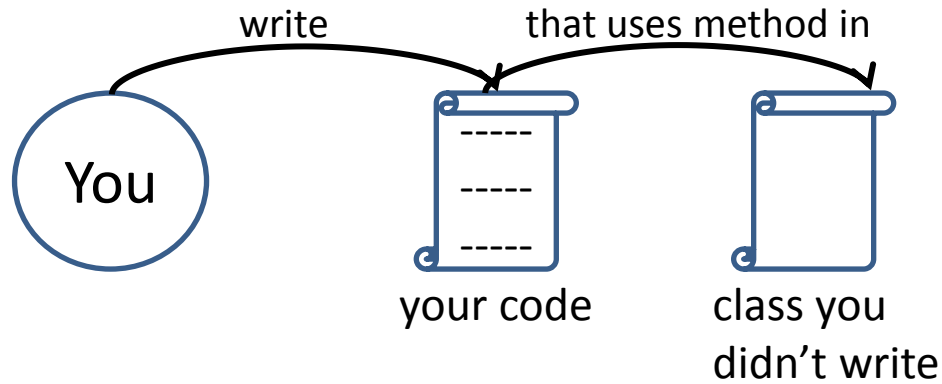 write
that uses method in
You
-----
-----
-----
your code
class you
didn't write